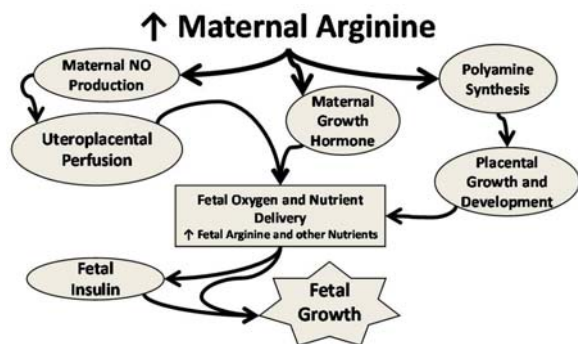 ↑ Maternal Arginine
Maternal NO
Production
Polyamine
Synthesis
Maternal
Growth
Hormone
Uteroplacental
Perfusion
Placental
Growth and
Development
Fetal Oxygen and Nutrient
Delivery
↑ Fetal Arginine and other Nutrients
Fetal
Insulin
Fetal
Growth